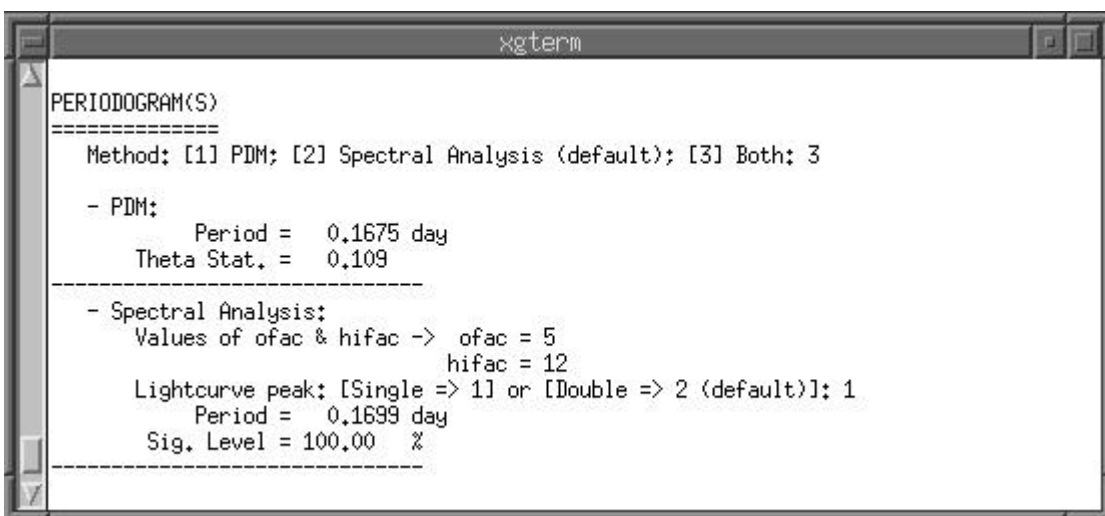 xgterm
PERIODOGRAM(S)
==============
Method: [1] PDM; [2] Spectral Analysis (default); [3] Both: 3
- PDM:
Period = 0.1675 day
Theta Stat. = 0.109
-------------------------------
- Spectral Analysis:
Values of ofac & hifac -> ofac = 5
hifac = 12
Lightcurve peak: [Single => 1] or [Double => 2 (default)]: 1
Period = 0.1699 day
Sig. Level = 100.00 %
-------------------------------